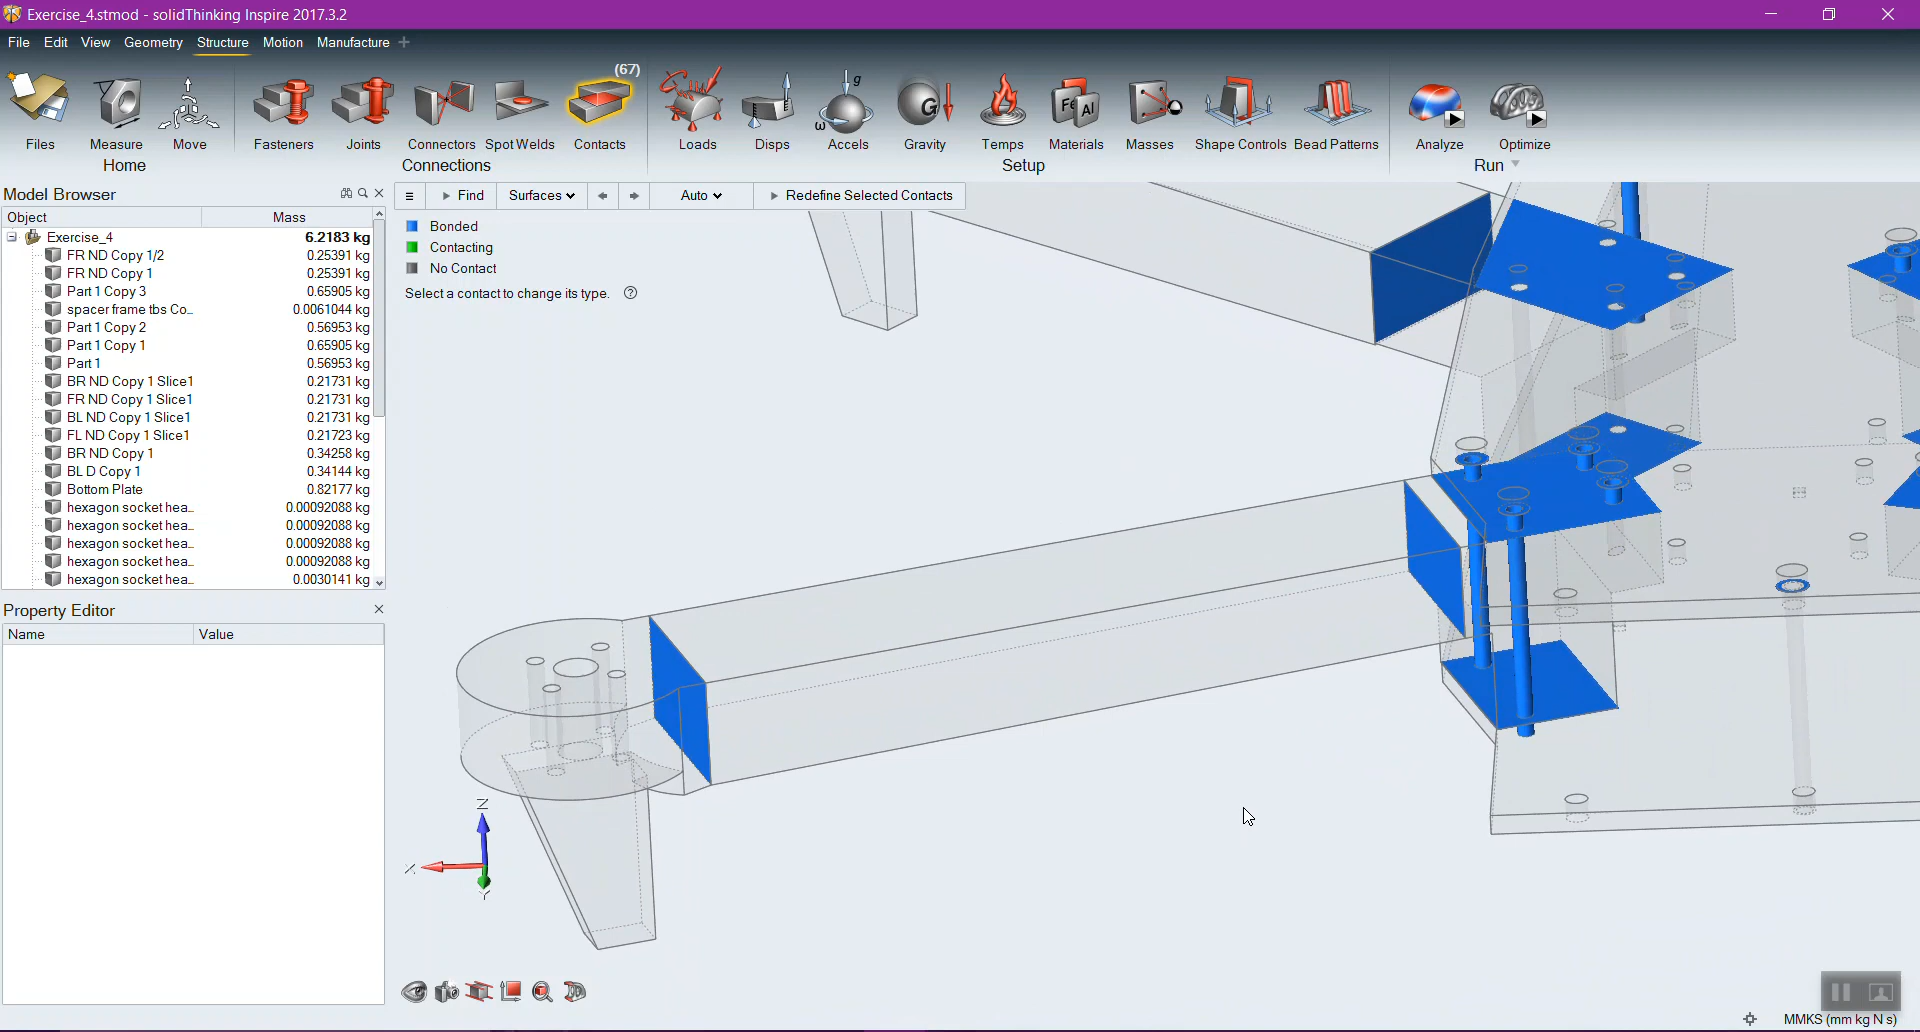 Exercise_4.stmod - solidThinking Inspire 2017.3.2
File Edit View Geometry Structure Motion Manufacture
(67)
Files Measure Move Fasteners Joints Connectors Spot Welds Contacts Loads Disps Accels Gravity Temps Materials Masses Shape Controls Bead Patterns Analyze Optimize
Home Connections Setup Run
Model Browser
Object Mass
Exercise_4 6.2183 kg
FR ND Copy 1/2 0.25391 kg
FR ND Copy 1 0.25391 kg
Part 1 Copy 3 0.65905 kg
spacer frame tbs Co... 0.0061044 kg
Part 1 Copy 2 0.56953 kg
Part 1 Copy 1 0.65905 kg
Part 1 0.56953 kg
BR ND Copy 1 Slice1 0.21731 kg
FR ND Copy 1 Slice1 0.21731 kg
BL ND Copy 1 Slice1 0.21731 kg
FL ND Copy 1 Slice1 0.21723 kg
BR ND Copy 1 0.34258 kg
BL D Copy 1 0.34144 kg
Bottom Plate 0.82177 kg
hexagon socket hea... 0.00092088 kg
hexagon socket hea... 0.00092088 kg
hexagon socket hea... 0.00092088 kg
hexagon socket hea... 0.00092088 kg
hexagon socket hea... 0.0030141 kg
Find Surfaces Auto Redefine Selected Contacts
Bonded
Contacting
No Contact
Select a contact to change its type.
Property Editor
Name Value
Z
X
Y
MMKS (mm kg N s)